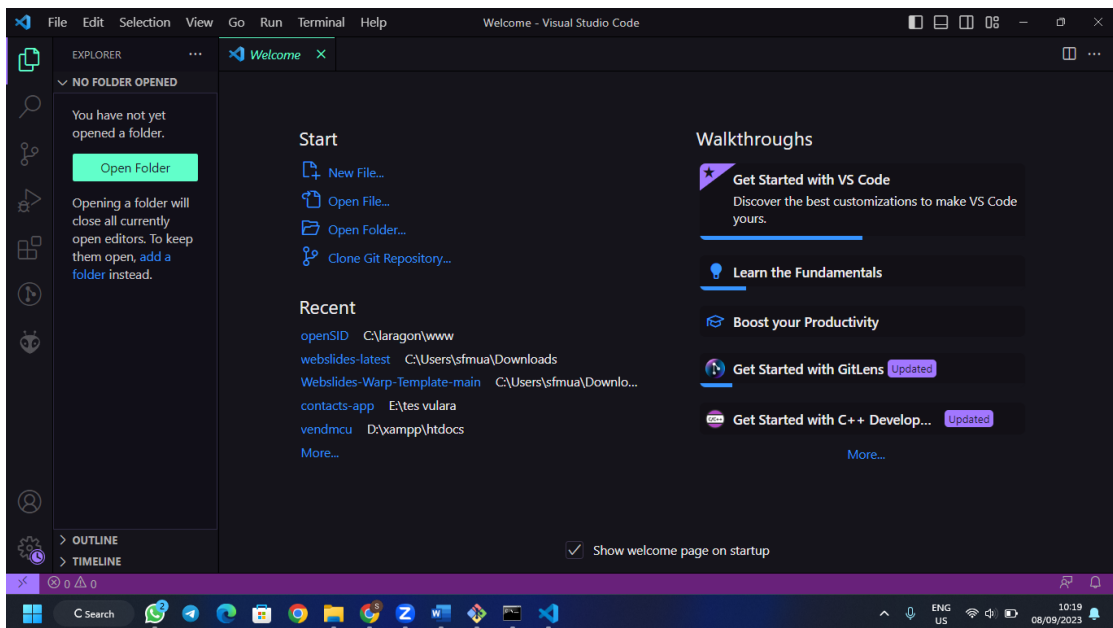 File Edit Selection View Go Run Terminal Help
Welcome - Visual Studio Code
EXPLORER
NO FOLDER OPENED
You have not yet
opened a folder.
Open Folder
Opening a folder will
close all currently
open editors. To keep
them open, add a
folder instead.
OUTLINE
TIMELINE
Welcome
Start
New File...
Open File...
Open Folder...
Clone Git Repository...
Recent
openSID C:\laragon\www
webslides-latest C:\Users\sfmua\Downloads
Webslides-Warp-Template-main C:\Users\sfmua\Downlo...
contacts-app E:\tes vulara
vendmcu D:\xampp\htdocs
More...
Walkthroughs
Get Started with VS Code
Discover the best customizations to make VS Code
yours.
Learn the Fundamentals
Boost your Productivity
Get Started with GitLens Updated
Get Started with C++ Develop... Updated
More...
Show welcome page on startup
0 0
Search
2
ENG
US
10:19
08/09/2023